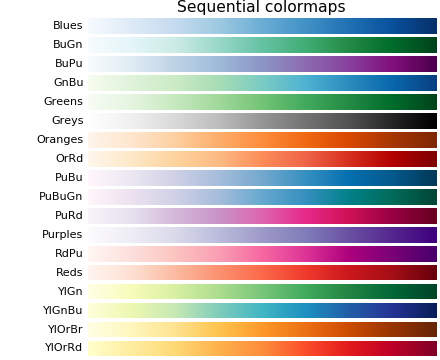 Sequential colormaps
Blues
BuGn
BuPu
GnBu
Greens
Greys
Oranges
OrRd
PuBu
PuBuGn
PuRd
Purples
RdPu
Reds
YlGn
YlGnBu
YlOrBr
YlOrRd